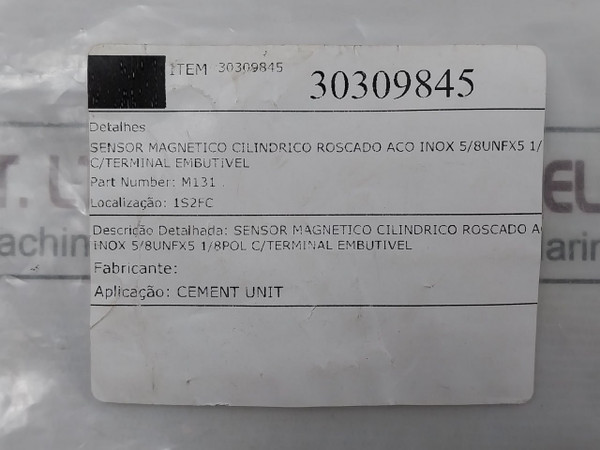 ITEM 30309845 30309845
Detalhes
SENSOR MAGNETICO CILINDRICO ROSCADO ACO INOX 5/8UNFX5 1/
C/TERMINAL EMBUTIVEL
Part Number: M131
Localização: 1S2FC
Descrição Detalhada: SENSOR MAGNETICO CILINDRICO ROSCADO
INOX 5/8UNFX5 1/8POL C/TERMINAL EMBUTIVEL
Fabricante:
Aplicação: CEMENT UNIT